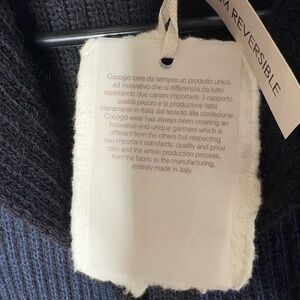 M REVERSIBLE
Cocogió crea da sempre un prodotto unico
ed innovativo che si differenzia da tutto
rispettando due canoni importanti: il rapporto
qualità prezzo e la produzione fatta
interamente in Italia dal tessuto alla confezione.
Cocogió wear has always been creating an
innovative and unique garment which is
different from the others but respecting
two important standards: quality and price
ratio and the whole production process,
from the fabric to the manufacturing,
entirely made in Italy.